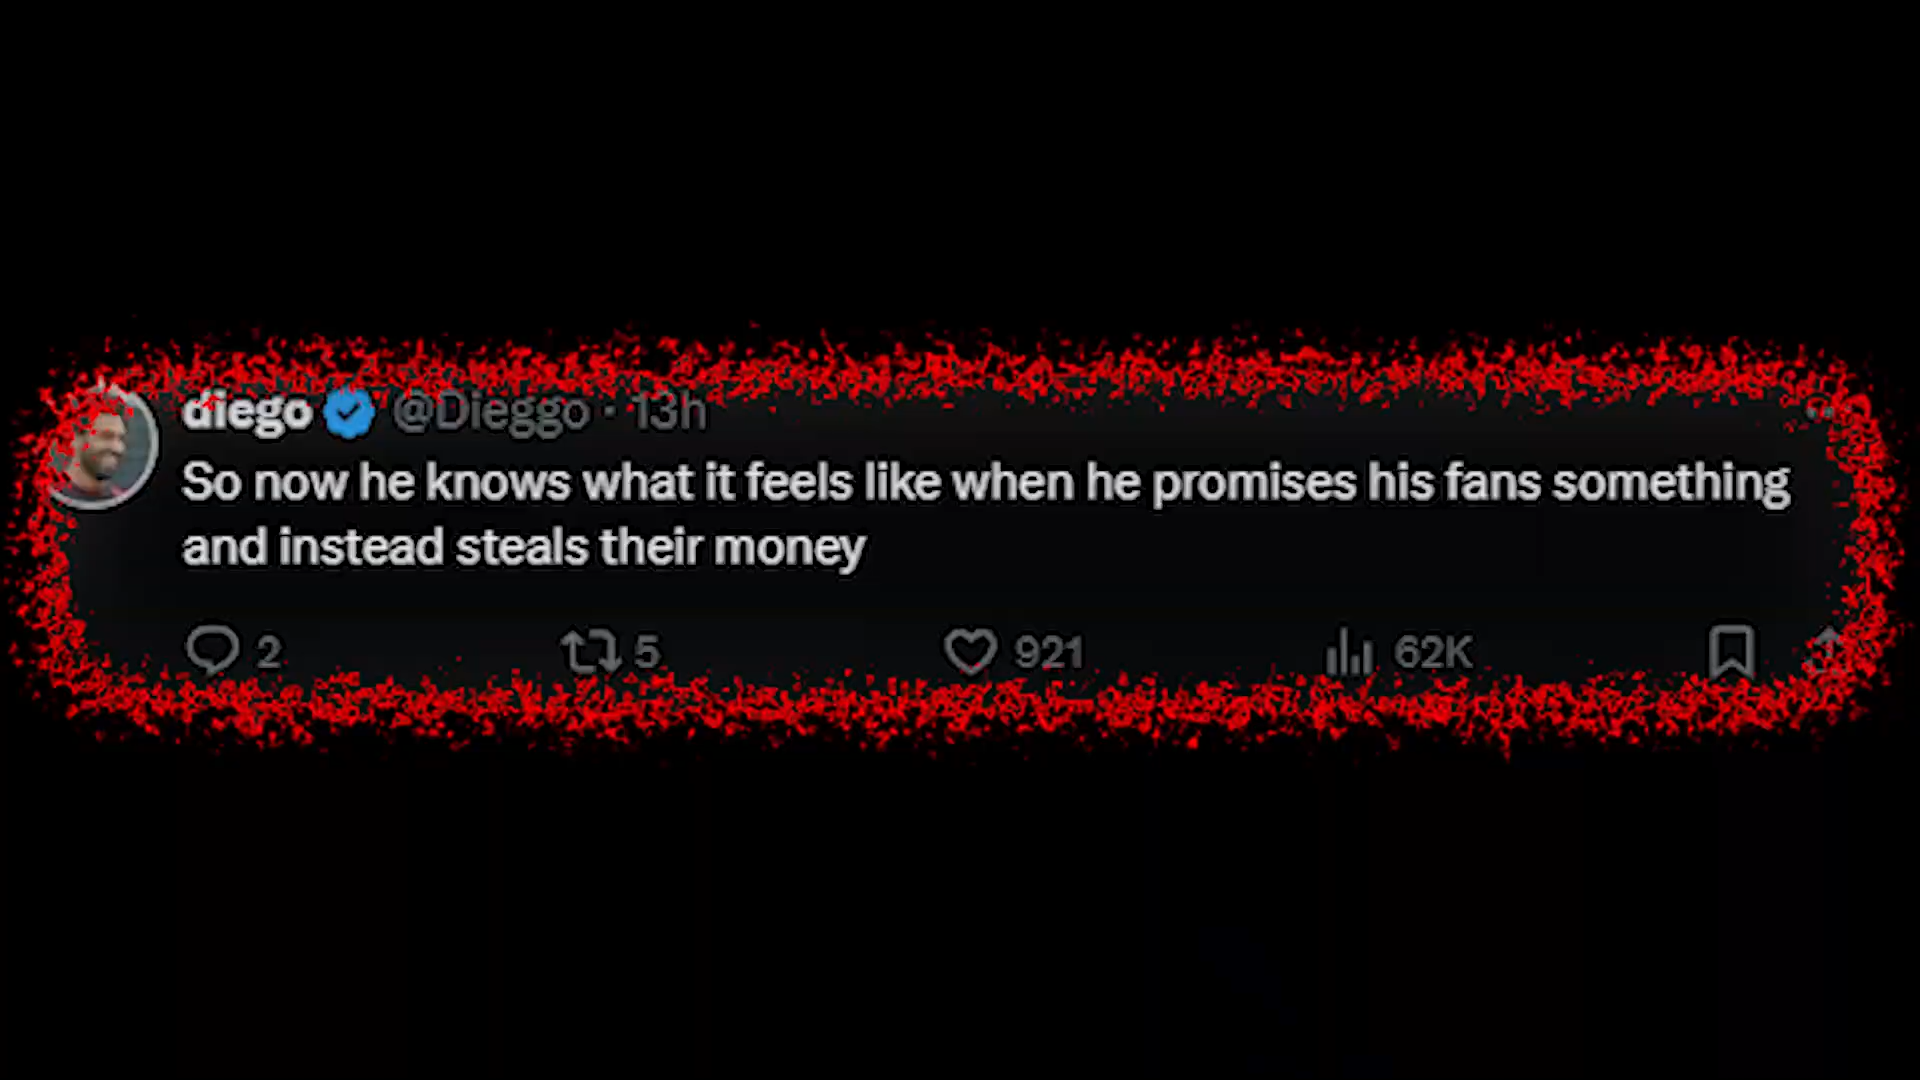 diego @Dieggo · 13h
So now he knows what it feels like when he promises his fans something
and instead steals their money
2 5 921 62K